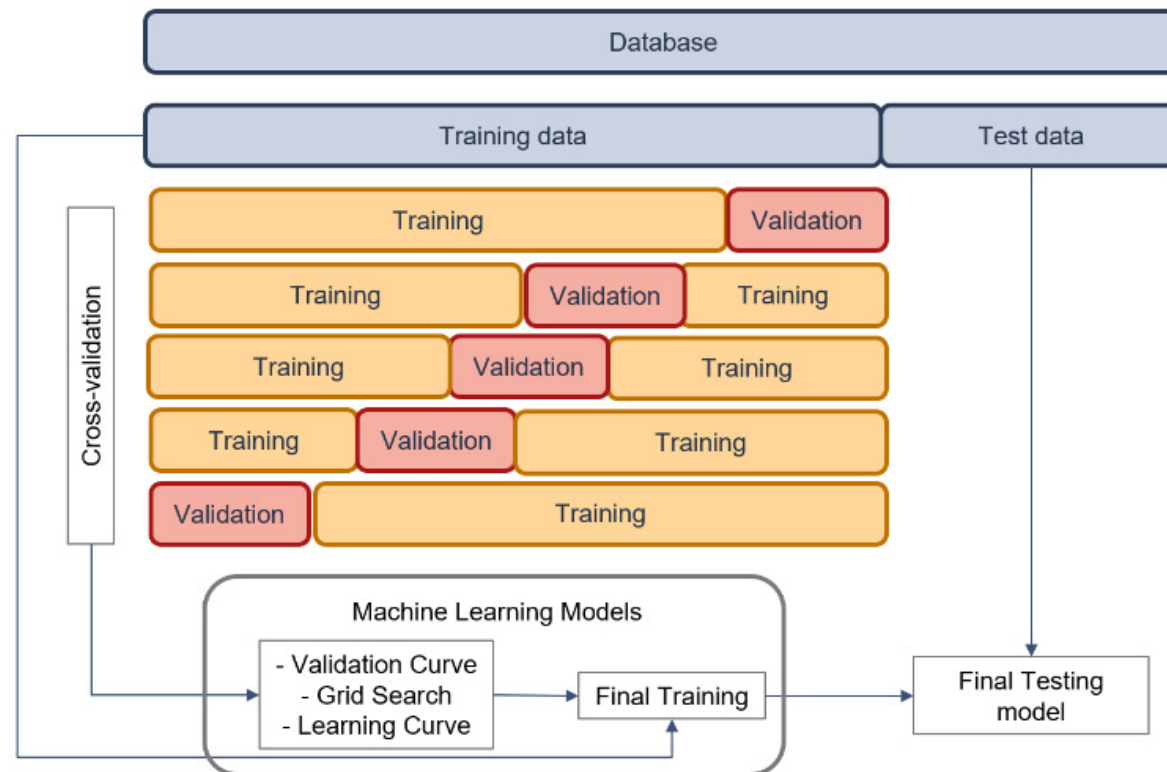 Database
Training data Test data
Cross-validation
Training Validation
Training Validation Training
Training Validation Training
Training Validation Training
Validation Training
Machine Learning Models
- Validation Curve
- Grid Search
- Learning Curve
Final Training
Final Testing
model